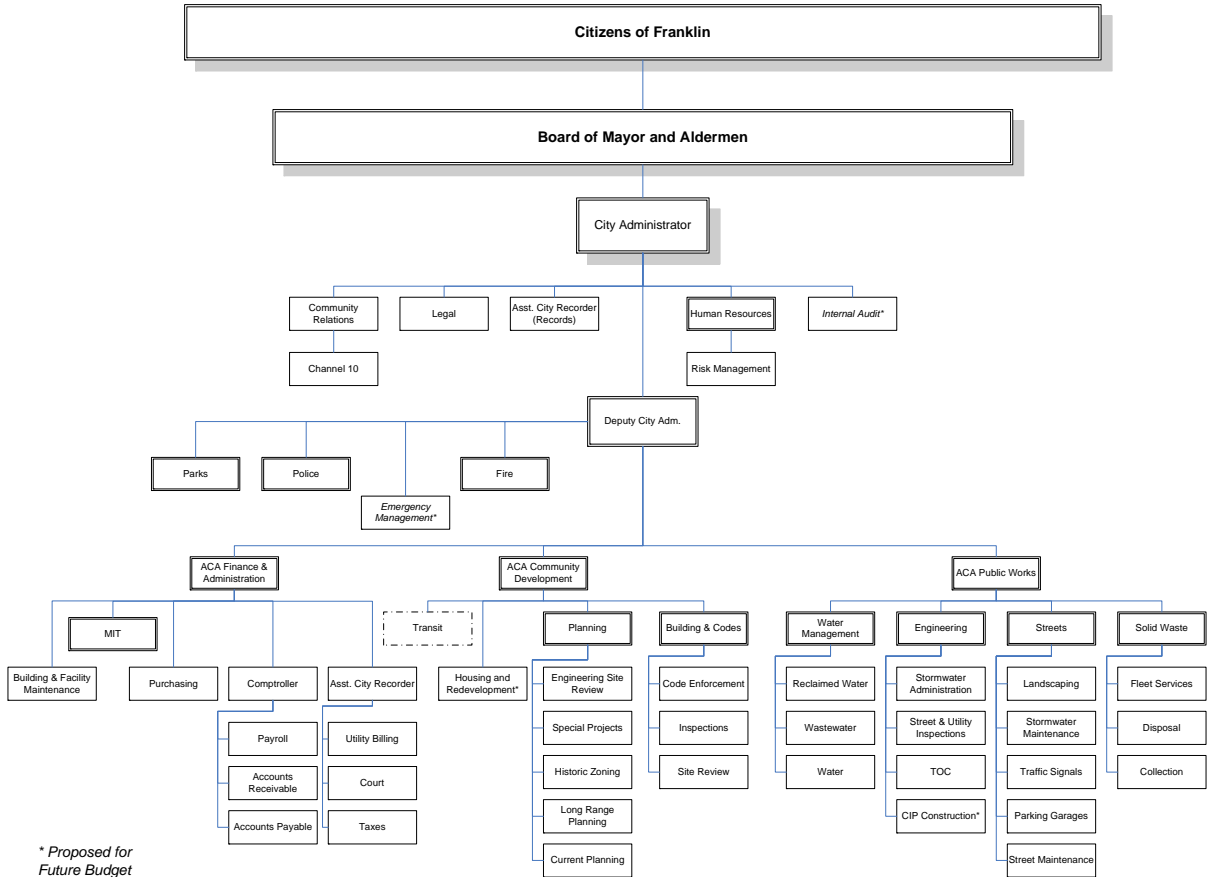 Citizens of Franklin
Board of Mayor and Aldermen
City Administrator
Community
Relations
Legal
Asst. City Recorder
(Records)
Human Resources
Internal Audit*
Channel 10
Risk Management
Deputy City Adm.
Parks
Police
Fire
Emergency
Management*
ACA Finance &
Administration
ACA Community
Development
ACA Public Works
MIT
Transit
Planning
Building & Codes
Water
Management
Engineering
Streets
Solid Waste
Building & Facility
Maintenance
Purchasing
Comptroller
Asst. City Recorder
Housing and
Redevelopment*
Engineering Site
Review
Code Enforcement
Reclaimed Water
Stormwater
Administration
Landscaping
Fleet Services
Payroll
Utility Billing
Special Projects
Inspections
Wastewater
Street & Utility
Inspections
Stormwater
Maintenance
Disposal
Accounts
Receivable
Court
Historic Zoning
Site Review
Water
TOC
Traffic Signals
Collection
Accounts Payable
Taxes
Long Range
Planning
CIP Construction*
Parking Garages
Current Planning
Street Maintenance
* Proposed for
Future Budget